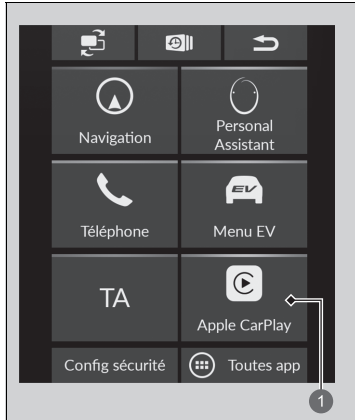 Navigation
Personal
Assistant
Téléphone
EV
Menu EV
TA
Apple CarPlay
Config sécurité
Toutes app
1